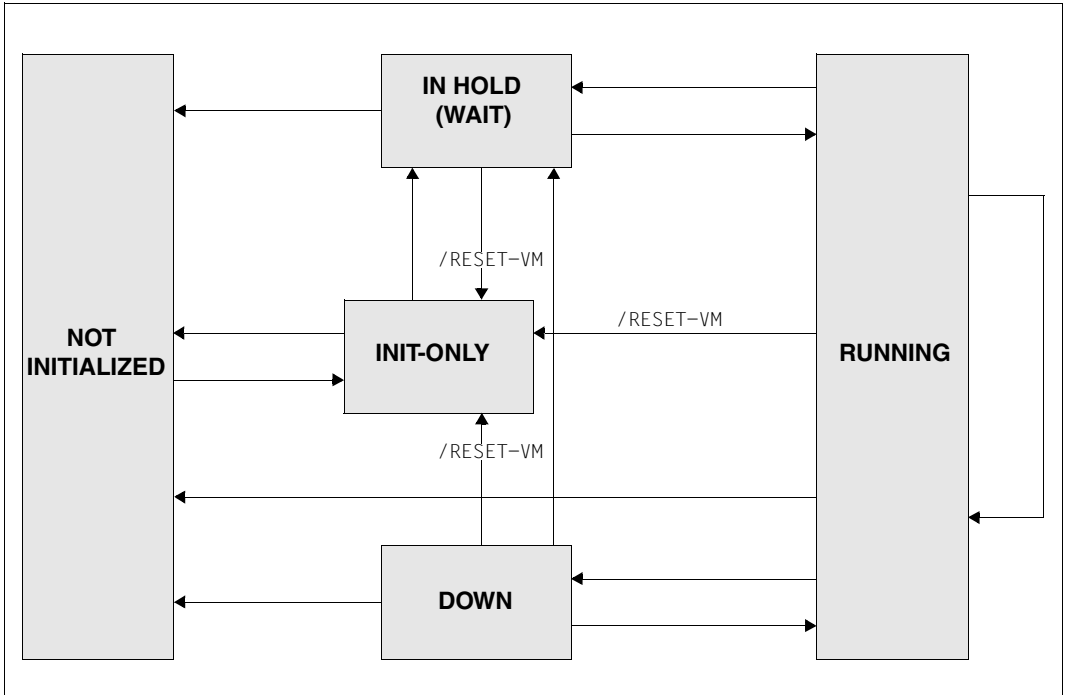 IN HOLD
(WAIT)
/RESET-VM
/RESET-VM
NOT
INITIALIZED
INIT-ONLY
RUNNING
/RESET-VM
DOWN